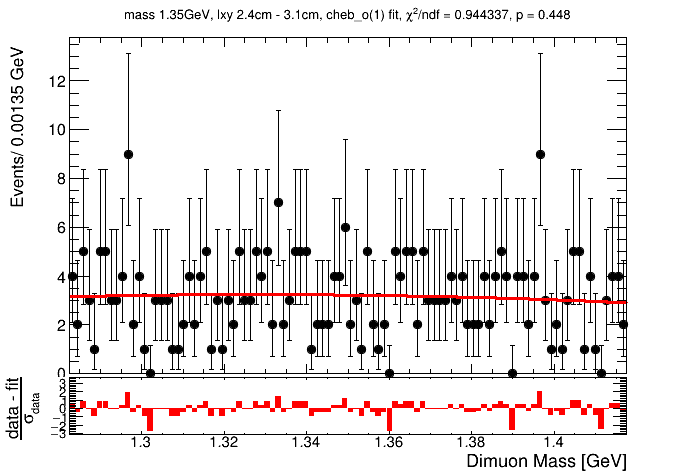 mass 1.35GeV, lxy 2.4cm - 3.1cm, cheb_o(1) fit, χ²/ndf = 0.944337, p = 0.448
Events/ 0.00135 GeV
12
10
8
6
4
2
0
data - fit
σdata
3
2
1
0
−1
−2
−3
1.3 1.32 1.34 1.36 1.38 1.4
Dimuon Mass [GeV]